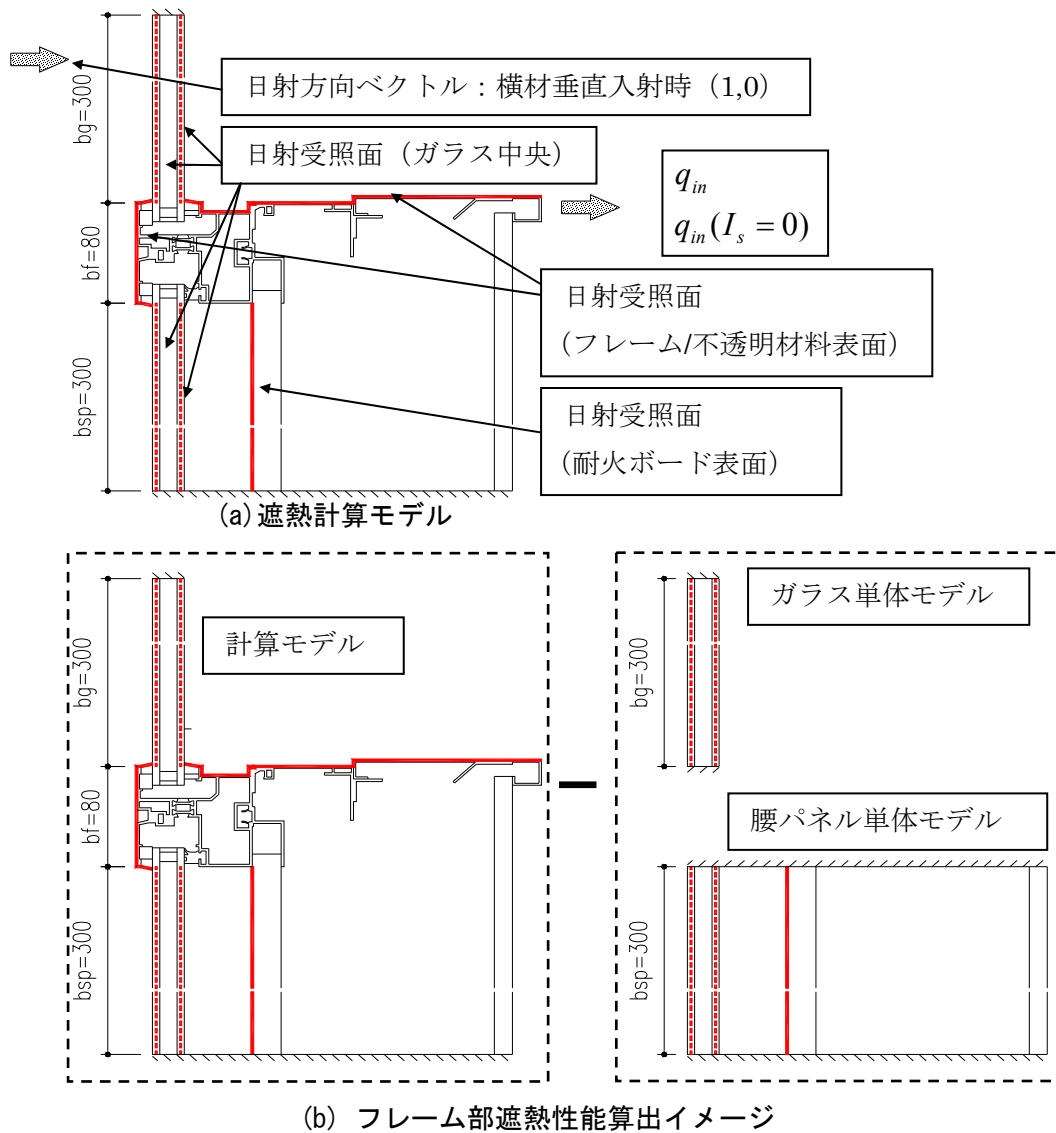 bg=300
日射方向ベクトル：横材垂直入射時（1,0）
日射受照面（ガラス中央）
q_in
q_in(I_s = 0)
bf=80
日射受照面
（フレーム/不透明材料表面）
bsp=300
日射受照面
（耐火ボード表面）
(a)遮熱計算モデル
bg=300
計算モデル
bf=80
bsp=300
ガラス単体モデル
bg=300
腰パネル単体モデル
bsp=300
(b) フレーム部遮熱性能算出イメージ